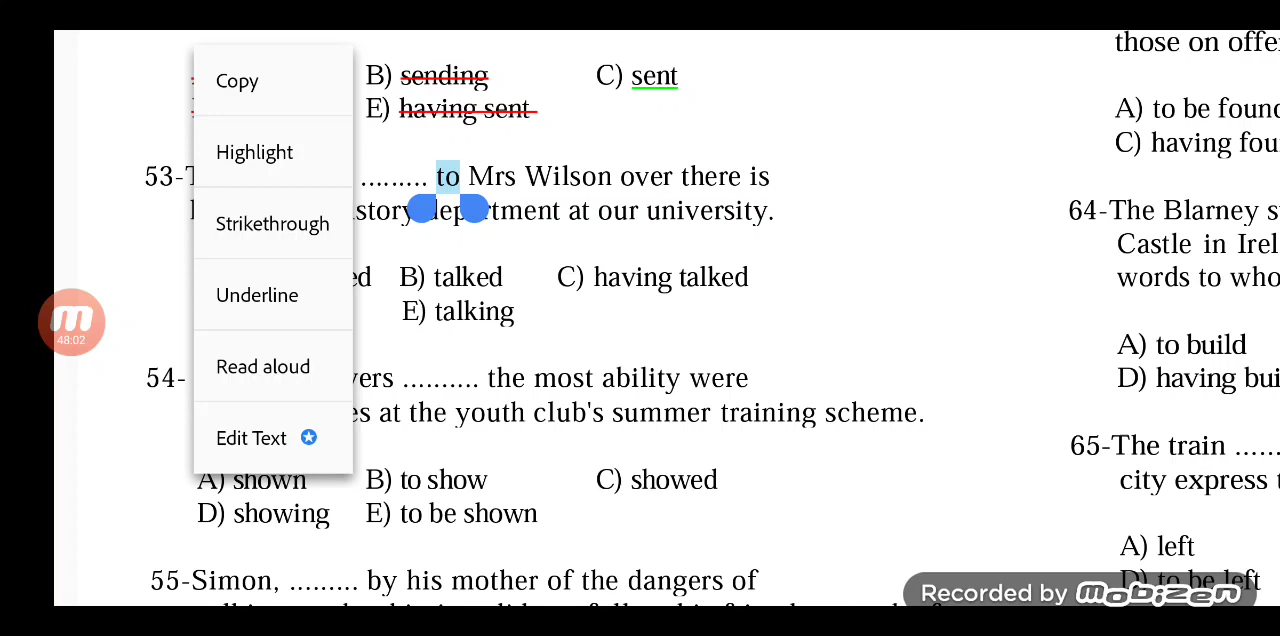 those on offe
B) sending C) sent
E) having sent
A) to be foun
C) having fou
Copy
Highlight
Strikethrough
Underline
Read aloud
Edit Text
53- ......... to Mrs Wilson over there is
story department at our university.
ed B) talked C) having talked
E) talking
54- vers .......... the most ability were
es at the youth club's summer training scheme.
A) shown B) to show C) showed
D) showing E) to be shown
55-Simon, ......... by his mother of the dangers of
64-The Blarney s
Castle in Irel
words to who
A) to build
D) having bui
65-The train .....
city express t
A) left
D) to be left
48:02
Recorded by mobizen